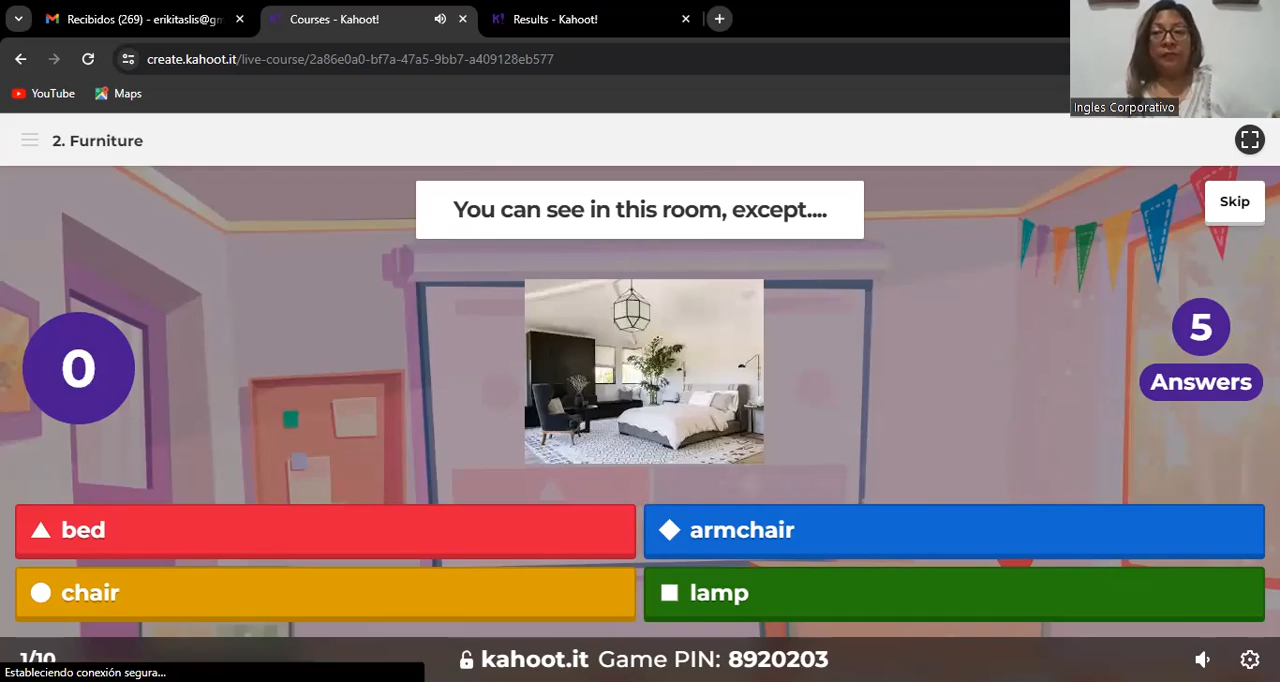 Recibidos (269) - erikitaslis@gm
Courses - Kahoot!
Results - Kahoot!
create.kahoot.it/live-course/2a86e0a0-bf7a-47a5-9bb7-a409128eb577
YouTube
Maps
Ingles Corporativo
2. Furniture
You can see in this room, except....
Skip
0
5
Answers
bed
armchair
chair
lamp
1/10
kahoot.it Game PIN: 8920203
Estableciendo conexión segura...